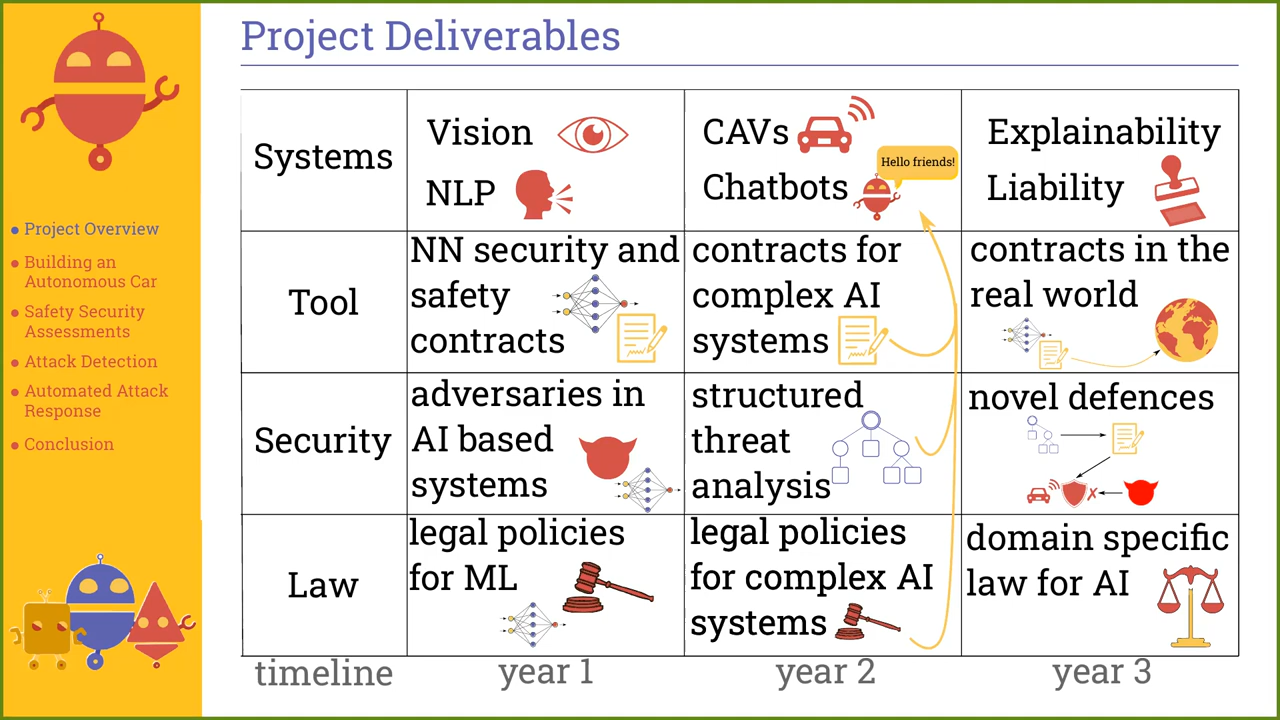 Project Deliverables
Project Overview
Building an
Autonomous Car
Safety Security
Assessments
Attack Detection
Automated Attack
Response
Conclusion
Systems
Vision
NLP
CAVs
Chatbots
Hello friends!
Explainability
Liability
Tool
NN security and
safety
contracts
contracts for
complex AI
systems
contracts in the
real world
Security
adversaries in
AI based
systems
structured
threat
analysis
novel defences
Law
legal policies
for ML
legal policies
for complex AI
systems
domain specific
law for AI
timeline
year 1
year 2
year 3